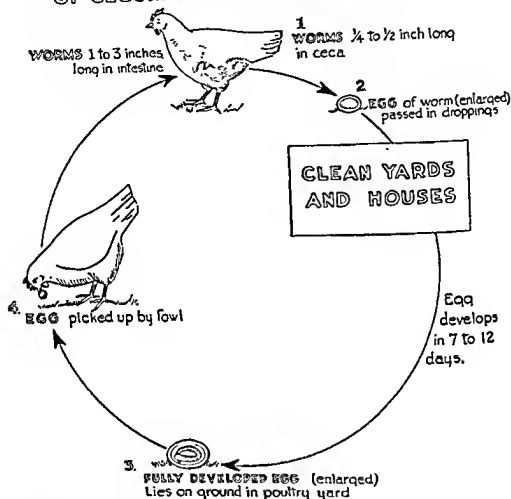 WORMS 1 to 3 inches
long in intestine
1
WORMS 1/4 to 1/2 inch long
in ceca
2
EGG of worm (enlarged)
passed in droppings
CLEAN YARDS
AND HOUSES
Egg
develops
in 7 to 12
days.
3.
FULLY DEVELOPED EGG (enlarged)
Lies on ground in poultry yard
4. EGG picked up by fowl